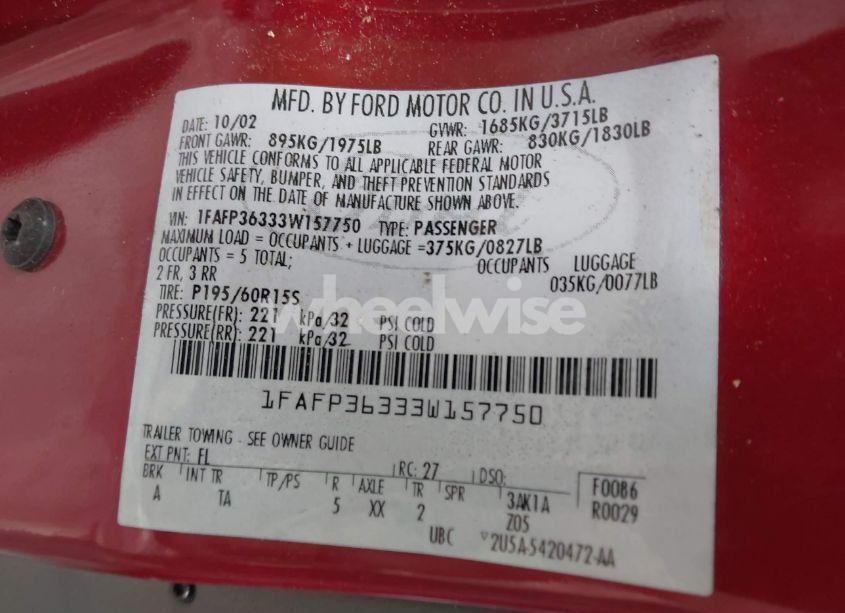 MFD. BY FORD MOTOR CO. IN U.S.A.
DATE: 10/02 GVWR: 1685KG/3715LB
FRONT GAWR: 895KG/1975LB REAR GAWR: 830KG/1830LB
THIS VEHICLE CONFORMS TO ALL APPLICABLE FEDERAL MOTOR
VEHICLE SAFETY, BUMPER, AND THEFT PREVENTION STANDARDS
IN EFFECT ON THE DATE OF MANUFACTURE SHOWN ABOVE.
VIN: 1FAFP36333W157750 TYPE: PASSENGER
MAXIMUM LOAD = OCCUPANTS + LUGGAGE =375KG/0827LB
OCCUPANTS = 5 TOTAL; OCCUPANTS LUGGAGE
2 FR, 3 RR 035KG/0077LB
TIRE: P195/60R15S
wheelwise
PRESSURE(FR): 221 kPa/32 PSI COLD
PRESSURE(RR): 221 kPa/32 PSI COLD
1FAFP36333W157750
TRAILER TOWING - SEE OWNER GUIDE
EXT PNT: FL RC: 27 DSO: F0086
BRK INT TR TP/PS R AXLE TR SPR 3AK1A R0029
A TA 5 XX 2 Z05
UBC 2U5A-5420472-AA